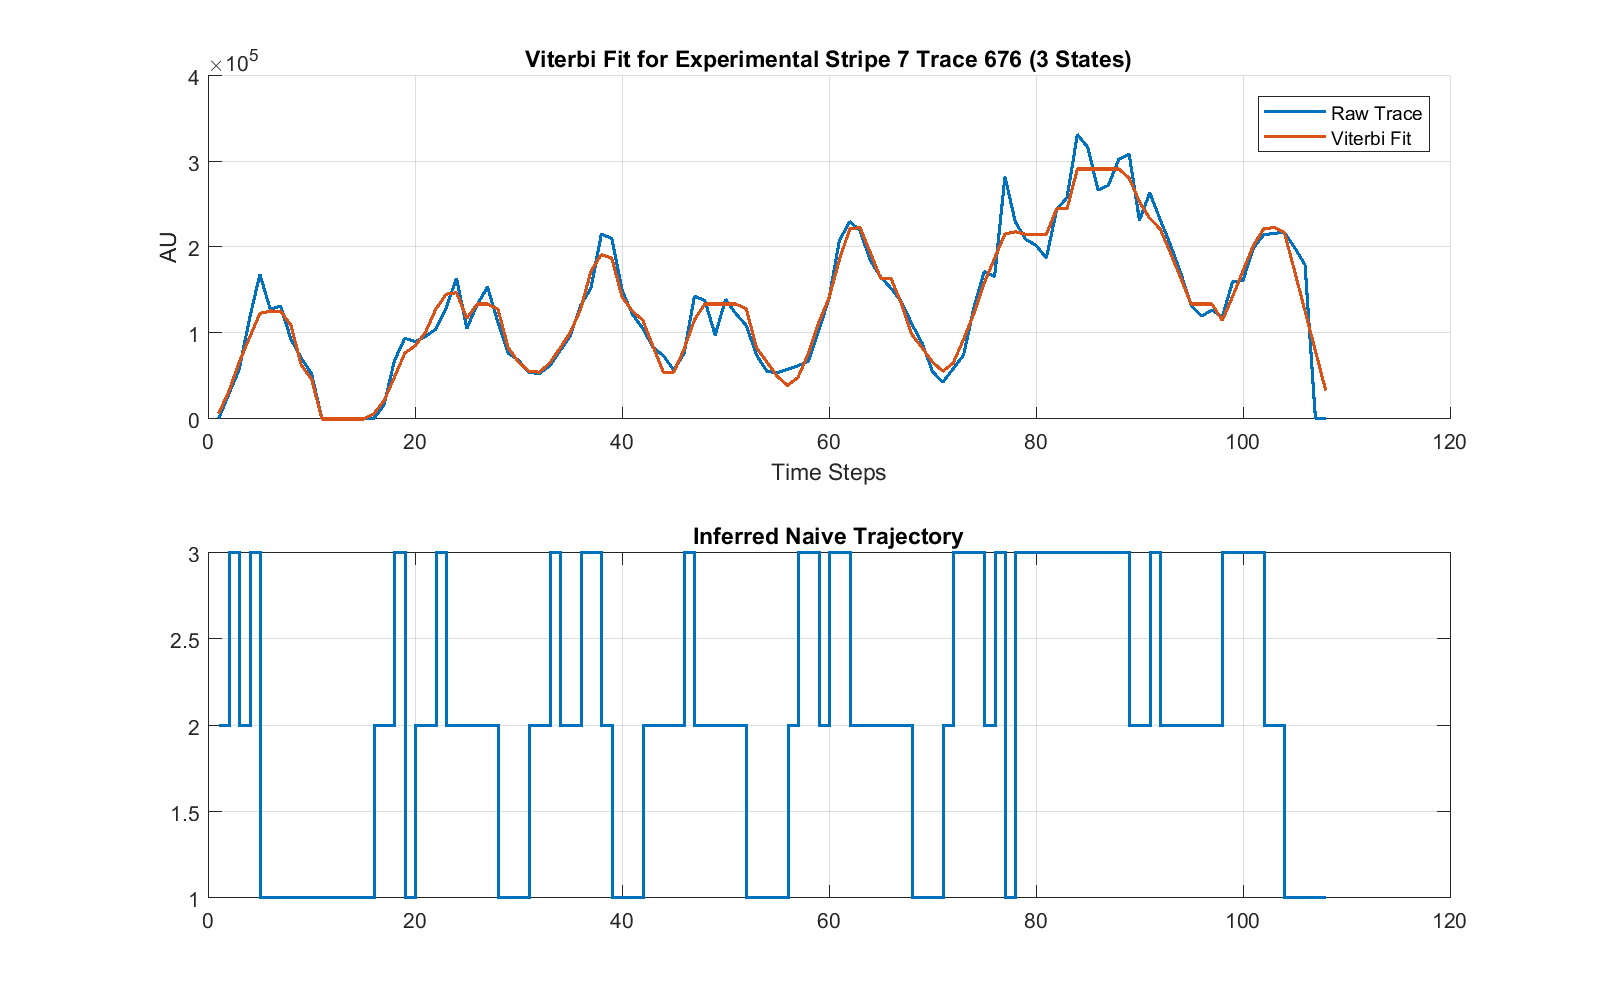 Viterbi Fit for Experimental Stripe 7 Trace 676 (3 States)
×10^5
4
3
2
1
0
AU
Raw Trace
Viterbi Fit
0 20 40 60 80 100 120
Time Steps
Inferred Naive Trajectory
3
2.5
2
1.5
1
0 20 40 60 80 100 120